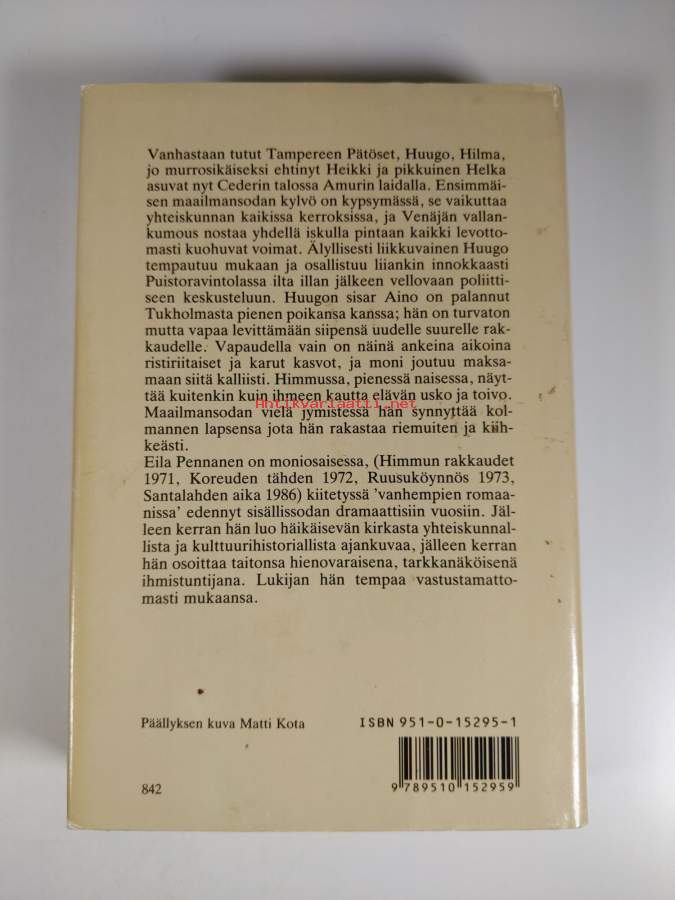 Vanhastaan tutut Tampereen Pätöset, Huugo, Hilma,
jo murrosikäiseksi ehtinyt Heikki ja pikkuinen Helka
asuvat nyt Cederin talossa Amurin laidalla. Ensimmäi-
sen maailmansodan kylvö on kypsymässä, se vaikuttaa
yhteiskunnan kaikissa kerroksissa, ja Venäjän vallan-
kumous nostaa yhdellä iskulla pintaan kaikki levotto-
masti kuohuvat voimat. Älyllisesti liikkuvainen Huugo
tempautuu mukaan ja osallistuu liiankin innokkaasti
Puistoravintolassa ilta illan jälkeen vellovaan poliitti-
seen keskusteluun. Huugon sisar Aino on palannut
Tukholmasta pienen poikansa kanssa; hän on turvaton
mutta vapaa levittämään siipensä uudelle suurelle rak-
kaudelle. Vapaudella vain on näinä ankeina aikoina
ristiriitaiset ja karut kasvot, ja moni joutuu maksa-
maan siitä kalliisti. Himmussa, pienessä naisessa, näyt-
tää kuitenkin kuin ihmeen kautta elävän usko ja toivo.
Antikvariaatti.net
Maailmansodan vielä jymistessä hän synnyttää kol-
mannen lapsensa jota hän rakastaa riemuiten ja kiih-
keästi.
Eila Pennanen on moniosaisessa, (Himmun rakkaudet
1971, Koreuden tähden 1972, Ruusuköynnös 1973,
Santalahden aika 1986) kiitetyssä 'vanhempien romaa-
nissa' edennyt sisällissodan dramaattisiin vuosiin. Jäl-
leen kerran hän luo häikäisevän kirkasta yhteiskunnal-
lista ja kulttuurihistoriallista ajankuvaa, jälleen kerran
hän osoittaa taitonsa hienovaraisena, tarkkanäköisenä
ihmistuntijana. Lukijan hän tempaa vastustamatto-
masti mukaansa.
Päällyksen kuva Matti Kota
ISBN 951-0-15295-1
842
9 789510 152959